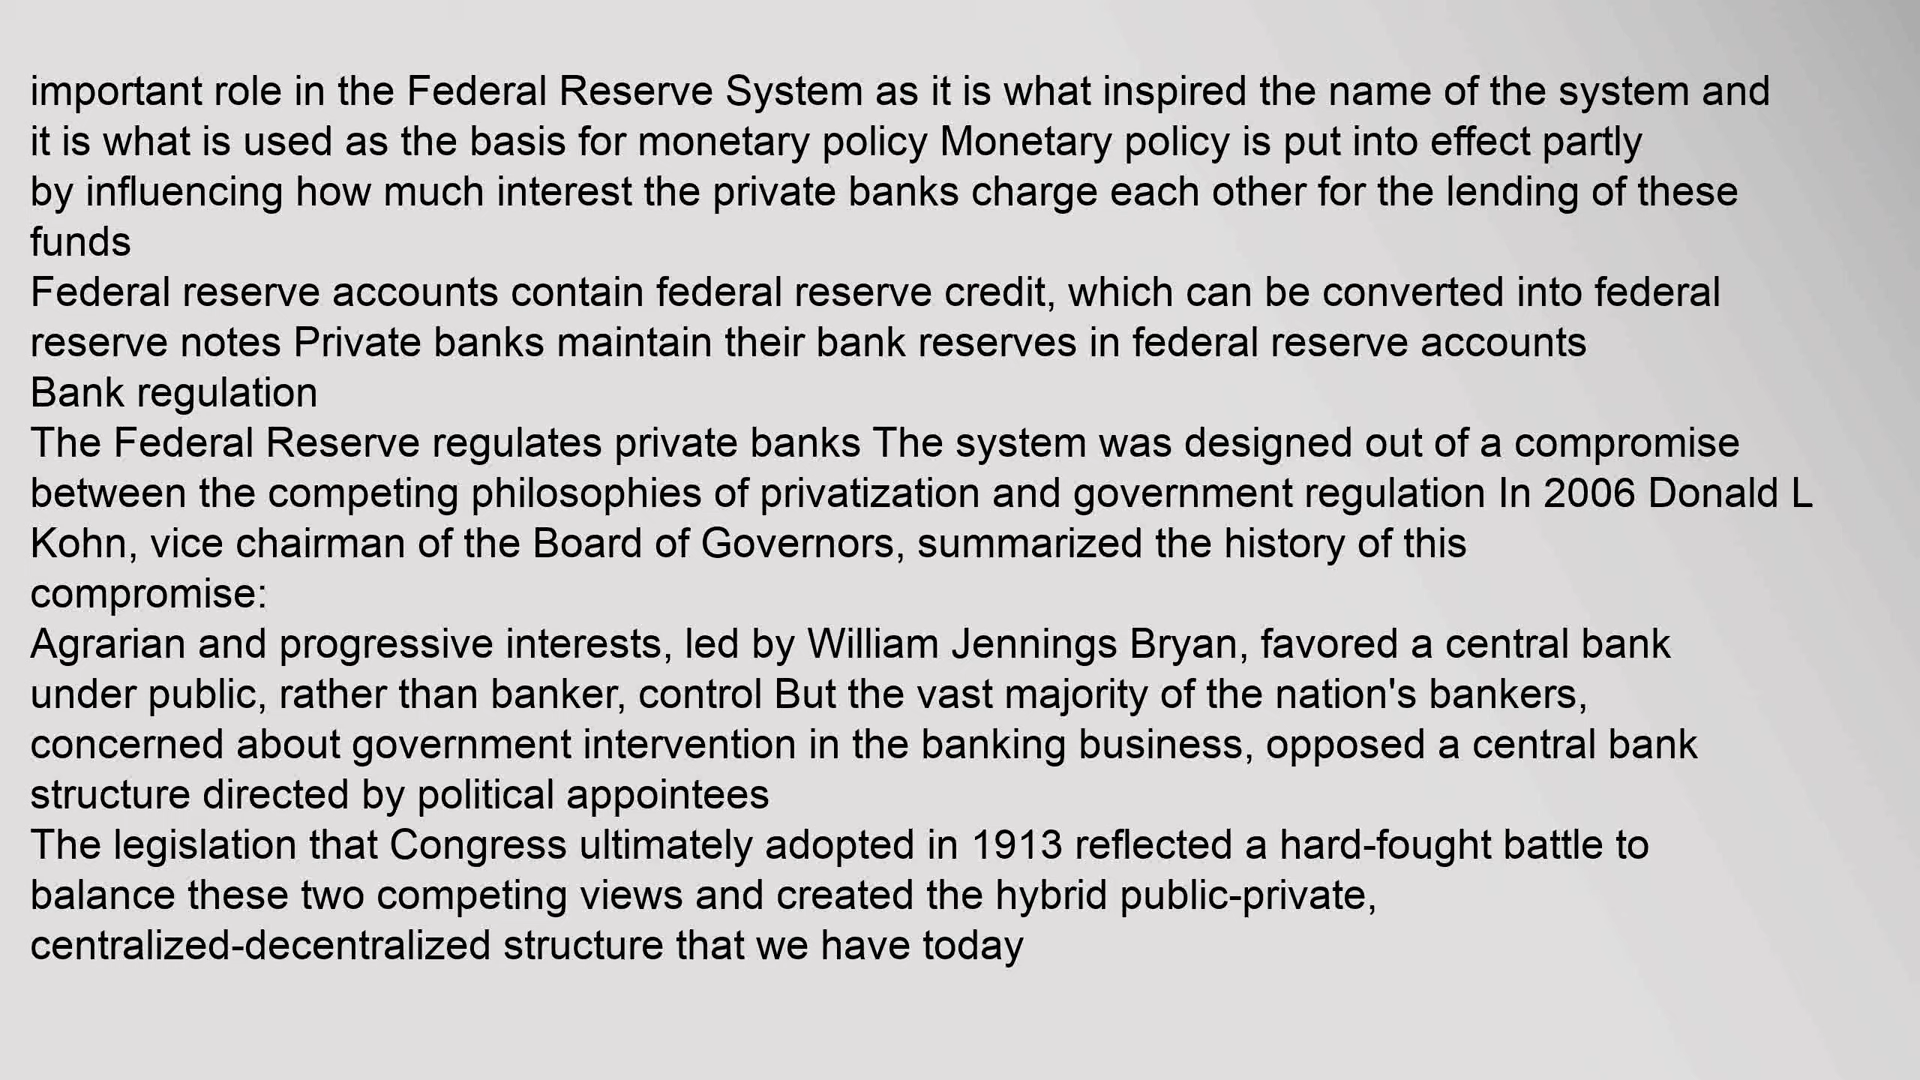 important role in the Federal Reserve System as it is what inspired the name of the system and
it is what is used as the basis for monetary policy Monetary policy is put into effect partly
by influencing how much interest the private banks charge each other for the lending of these
funds
Federal reserve accounts contain federal reserve credit, which can be converted into federal
reserve notes Private banks maintain their bank reserves in federal reserve accounts
Bank regulation
The Federal Reserve regulates private banks The system was designed out of a compromise
between the competing philosophies of privatization and government regulation In 2006 Donald L
Kohn, vice chairman of the Board of Governors, summarized the history of this
compromise:
Agrarian and progressive interests, led by William Jennings Bryan, favored a central bank
under public, rather than banker, control But the vast majority of the nation's bankers,
concerned about government intervention in the banking business, opposed a central bank
structure directed by political appointees
The legislation that Congress ultimately adopted in 1913 reflected a hard-fought battle to
balance these two competing views and created the hybrid public-private,
centralized-decentralized structure that we have today